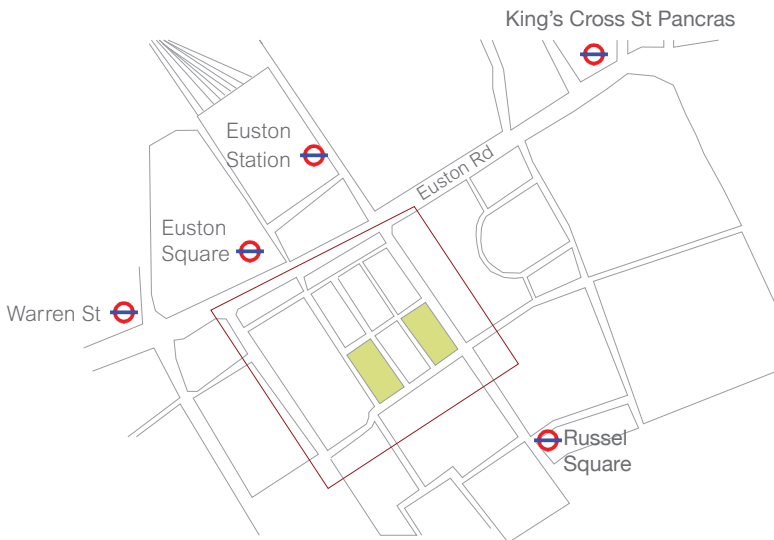 King's Cross St Pancras
Euston
Station
Euston Rd
Euston
Square
Warren St
Russel
Square